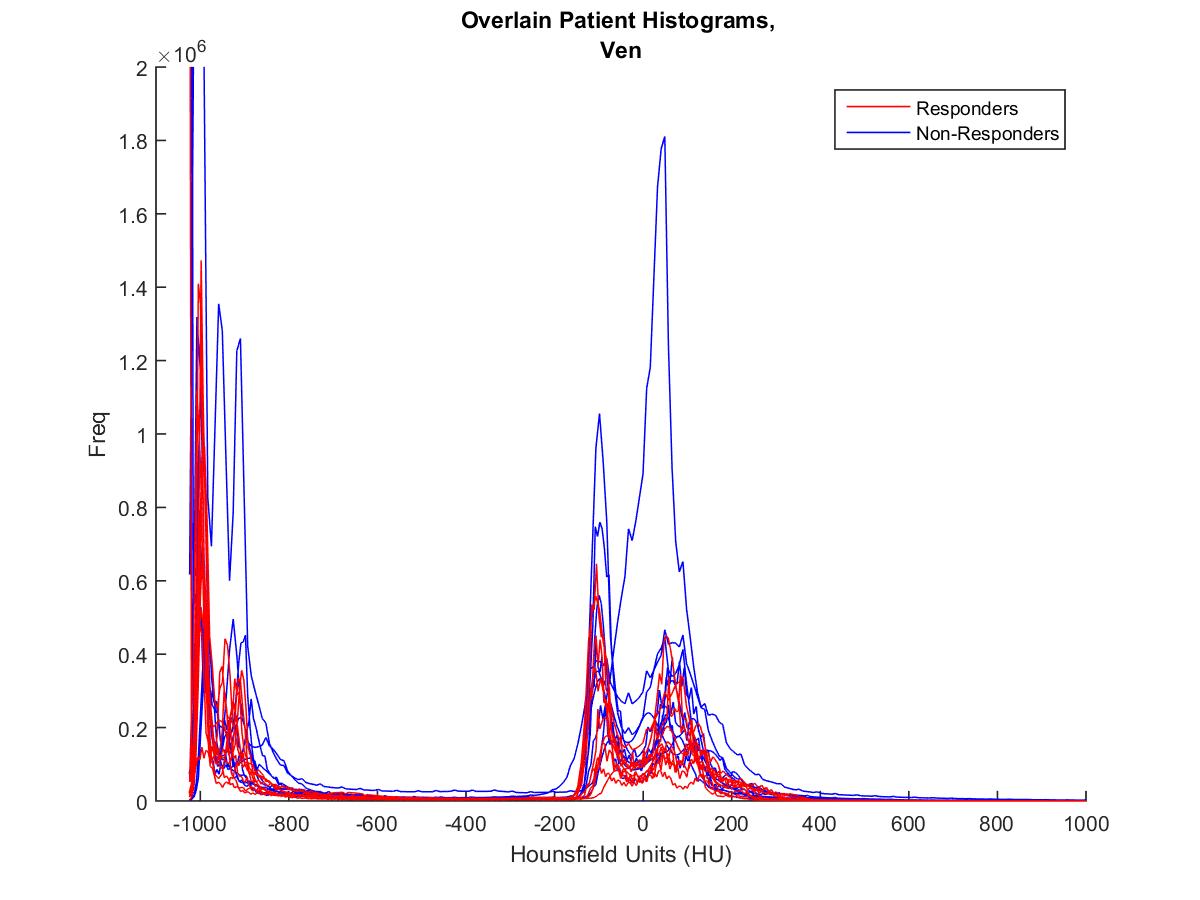 Overlain Patient Histograms,
Ven
×10^6
2
1.8
1.6
1.4
1.2
1
0.8
0.6
0.4
0.2
0
Freq
Responders
Non-Responders
-1000 -800 -600 -400 -200 0 200 400 600 800 1000
Hounsfield Units (HU)